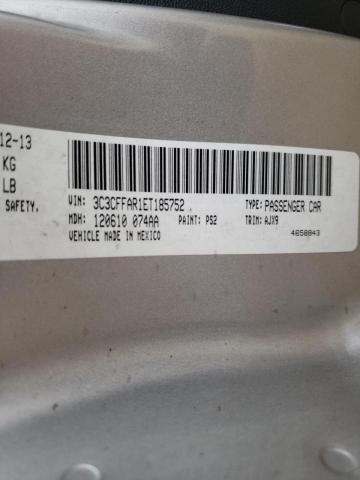 12-13
KG
LB
SAFETY.
VIN: 3C3CFFAR1ET185752 TYPE: PASSENGER CAR
MDH: 120610 074AA PAINT: PS2 TRIM: AJX9
VEHICLE MADE IN MEXICO 4658843